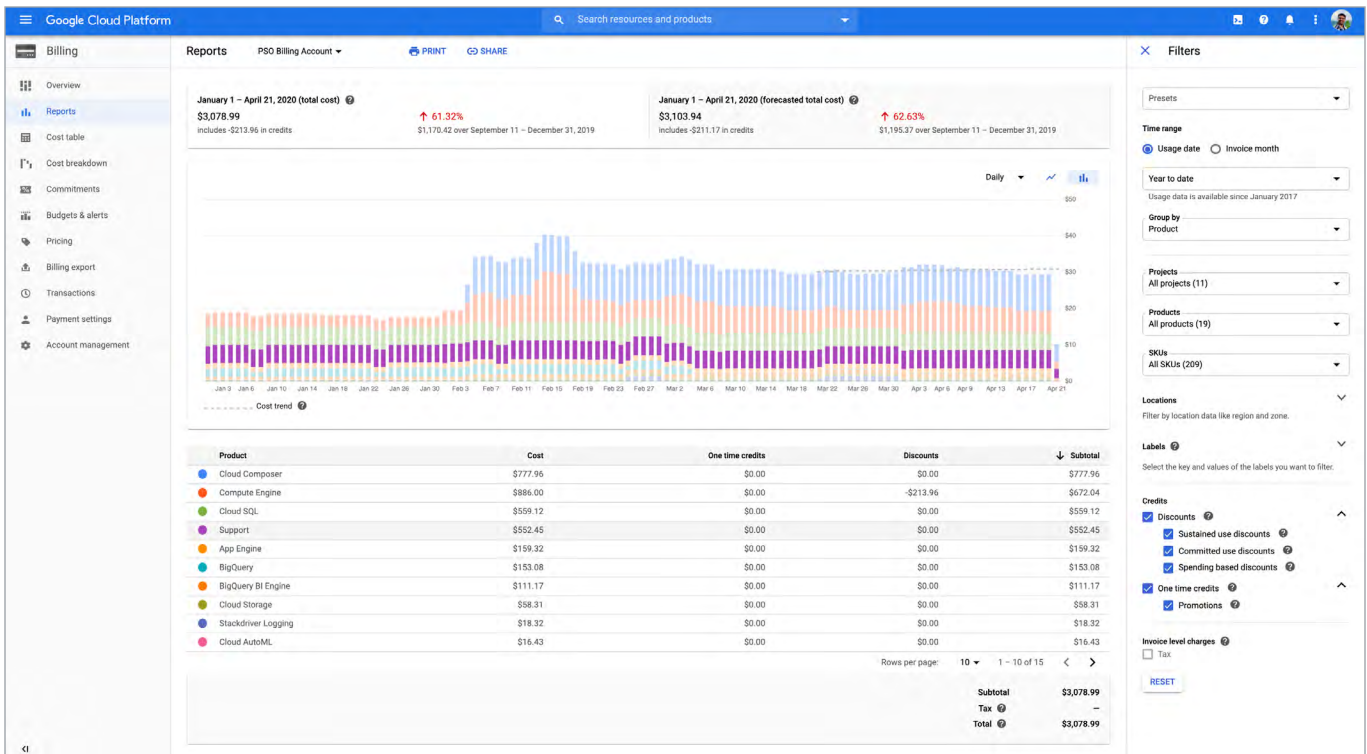 Google Cloud Platform
Search resources and products
Billing
Overview
Reports
Cost table
Cost breakdown
Commitments
Budgets & alerts
Pricing
Billing export
Transactions
Payment settings
Account management
Reports PSO Billing Account PRINT SHARE
January 1 – April 21, 2020 (total cost)
$3,078.99 61.32%
includes -$213.96 in credits $1,170.42 over September 11 – December 31, 2019
January 1 – April 21, 2020 (forecasted total cost)
$3,103.94 62.63%
includes -$211.17 in credits $1,195.37 over September 11 – December 31, 2019
Daily
$50
$40
$30
$20
$10
$0
Jan 3 Jan 6 Jan 10 Jan 14 Jan 18 Jan 22 Jan 26 Jan 30 Feb 3 Feb 7 Feb 11 Feb 15 Feb 19 Feb 23 Feb 27 Mar 2 Mar 6 Mar 10 Mar 14 Mar 18 Mar 22 Mar 26 Mar 30 Apr 3 Apr 6 Apr 9 Apr 13 Apr 17 Apr 21
Cost trend
Product Cost One time credits Discounts Subtotal
Cloud Composer $777.96 $0.00 $0.00 $777.96
Compute Engine $886.00 $0.00 -$213.96 $672.04
Cloud SQL $559.12 $0.00 $0.00 $559.12
Support $552.45 $0.00 $0.00 $552.45
App Engine $159.32 $0.00 $0.00 $159.32
BigQuery $153.08 $0.00 $0.00 $153.08
BigQuery BI Engine $111.17 $0.00 $0.00 $111.17
Cloud Storage $58.31 $0.00 $0.00 $58.31
Stackdriver Logging $18.32 $0.00 $0.00 $18.32
Cloud AutoML $16.43 $0.00 $0.00 $16.43
Rows per page: 10 1 – 10 of 15
Subtotal $3,078.99
Tax –
Total $3,078.99
Filters
Presets
Time range
Usage date Invoice month
Year to date
Usage data is available since January 2017
Group by
Product
Projects
All projects (11)
Products
All products (19)
SKUs
All SKUs (209)
Locations
Filter by location data like region and zone.
Labels
Select the key and values of the labels you want to filter.
Credits
Discounts
Sustained use discounts
Committed use discounts
Spending based discounts
One time credits
Promotions
Invoice level charges
Tax
RESET